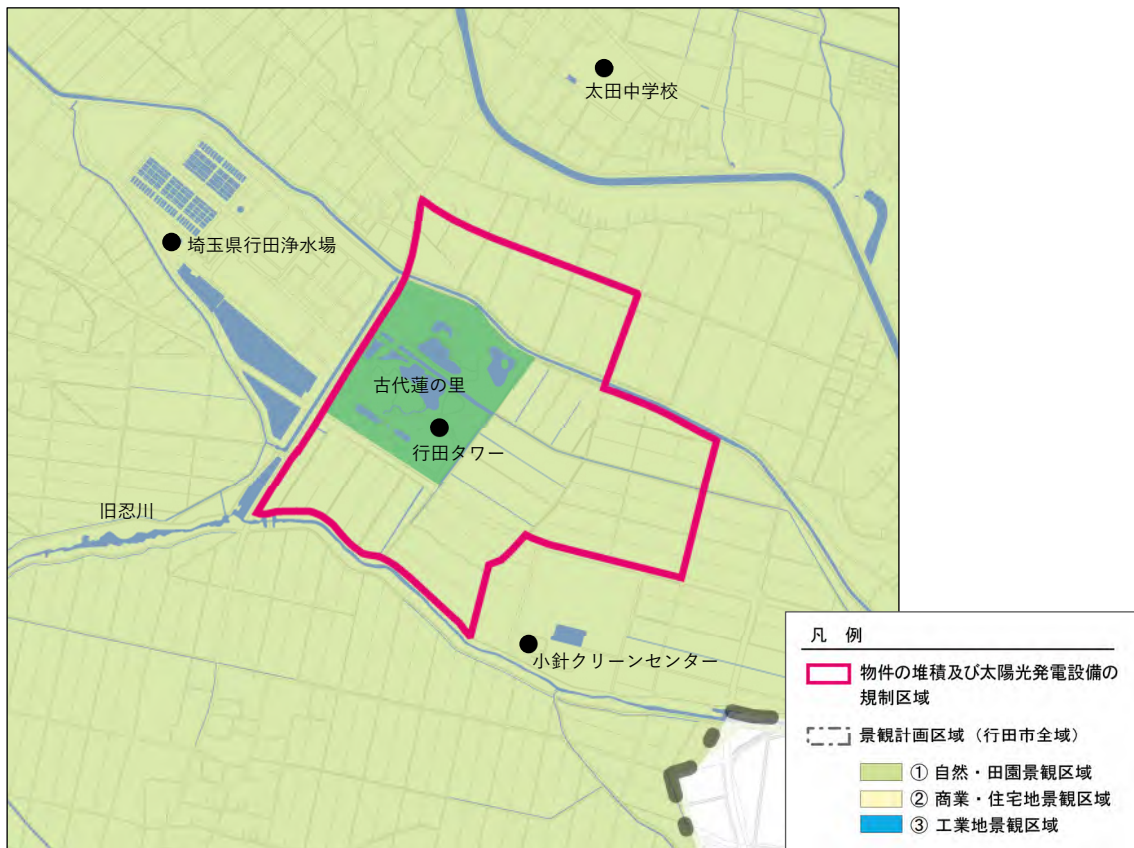 太田中学校
埼玉県行田浄水場
古代蓮の里
行田タワー
旧忍川
小針クリーンセンター
凡 例
物件の堆積及び太陽光発電設備の
規制区域
景観計画区域（行田市全域）
① 自然・田園景観区域
② 商業・住宅地景観区域
③ 工業地景観区域